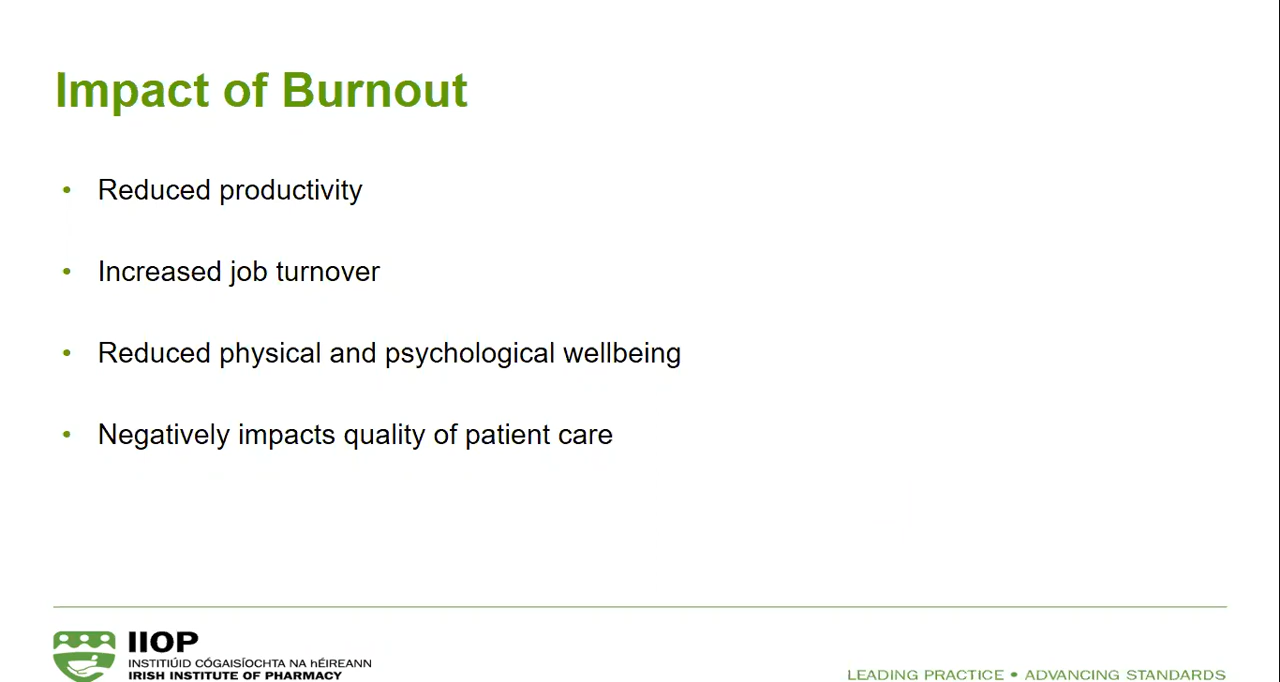 Impact of Burnout
• Reduced productivity
• Increased job turnover
• Reduced physical and psychological wellbeing
• Negatively impacts quality of patient care
IIOP
INSTITIÚID CÓGAISÍOCHTA NA hÉIREANN
IRISH INSTITUTE OF PHARMACY
LEADING PRACTICE • ADVANCING STANDARDS